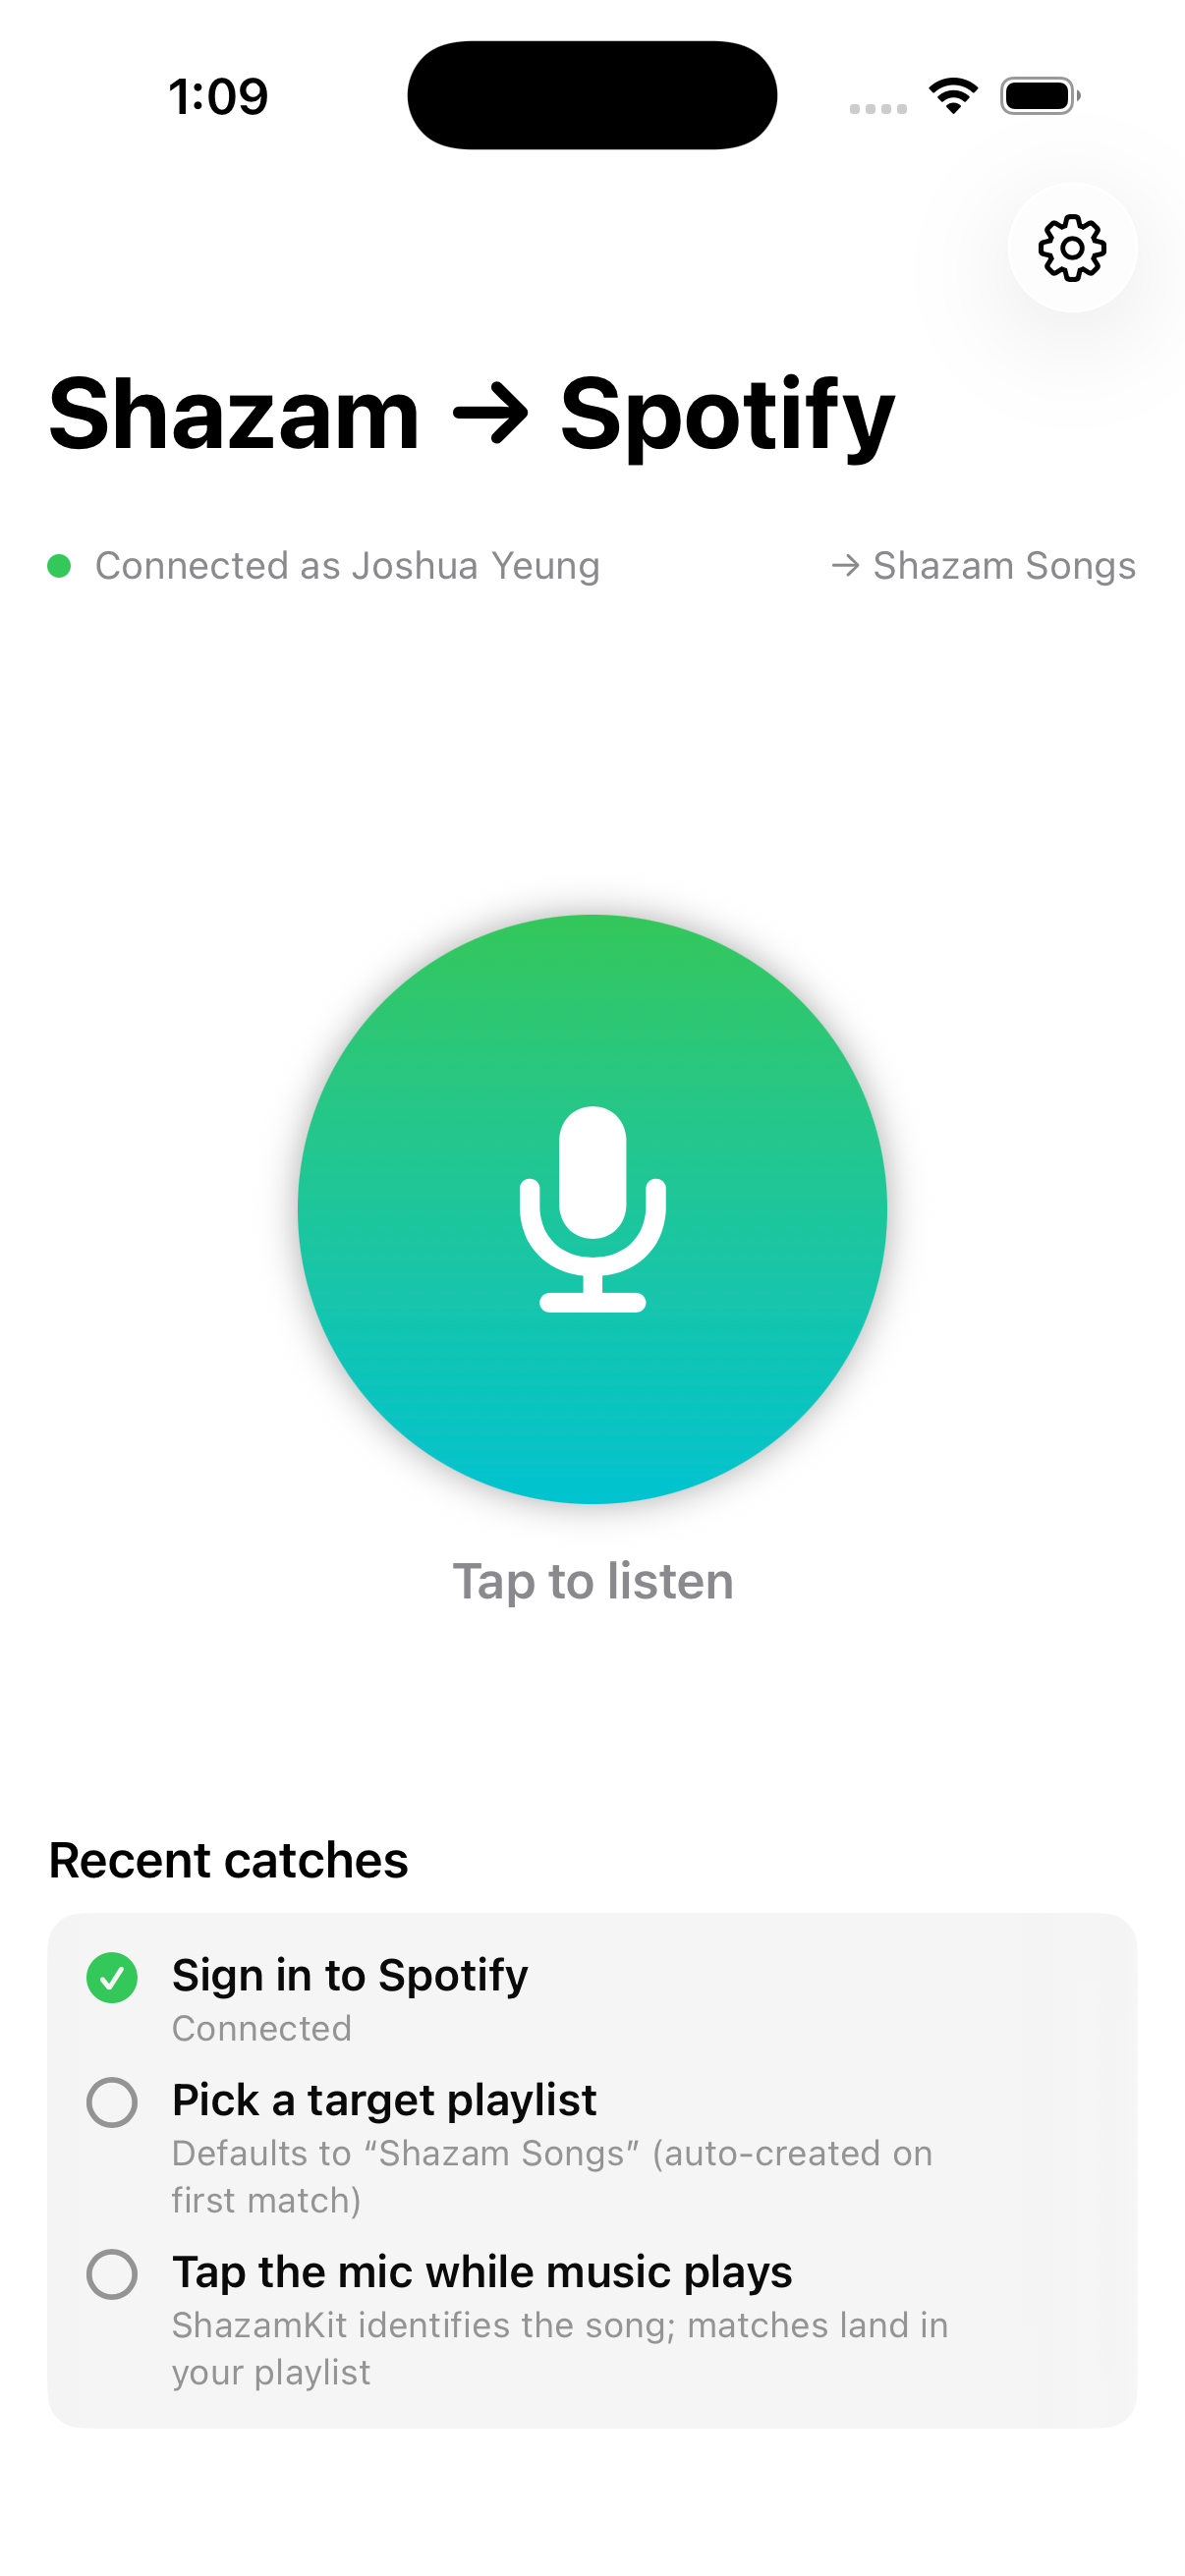 1:09
Shazam → Spotify
Connected as Joshua Yeung
→ Shazam Songs
Tap to listen
Recent catches
Sign in to Spotify
Connected
Pick a target playlist
Defaults to “Shazam Songs” (auto-created on
first match)
Tap the mic while music plays
ShazamKit identifies the song; matches land in
your playlist